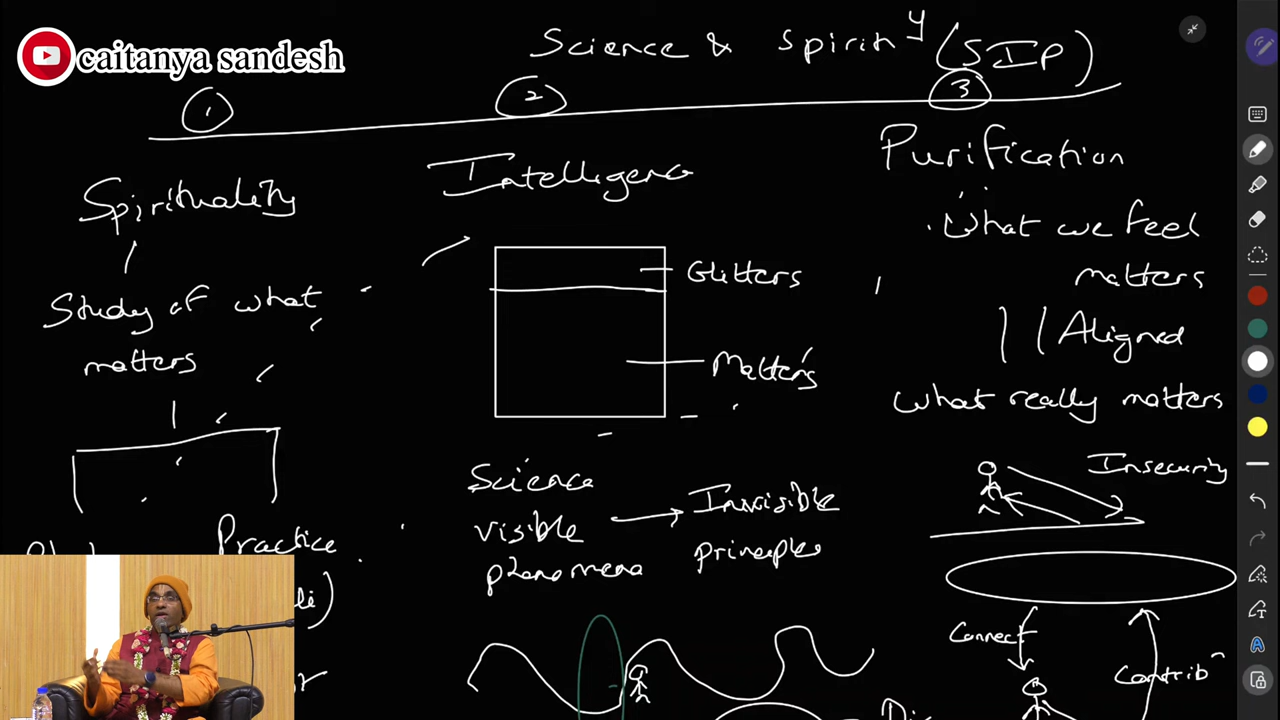 caitanya sandesh
Science & Spirit y (SIP)
1
2
3
Spirituality
Study of what
matters
Practice
Intelligence
Glitters
Matters
Science
visible
phenomena
Invisible
principles
Purification
What we feel
matters
Aligned
what really matters
Insecurity
Connect
Contrib n